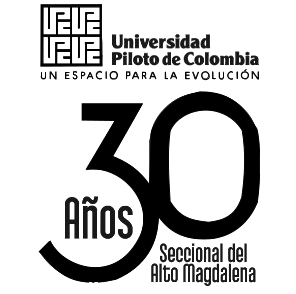 Universidad
Piloto de Colombia
UN ESPACIO PARA LA EVOLUCIÓN
30
Años
Seccional del
Alto Magdalena